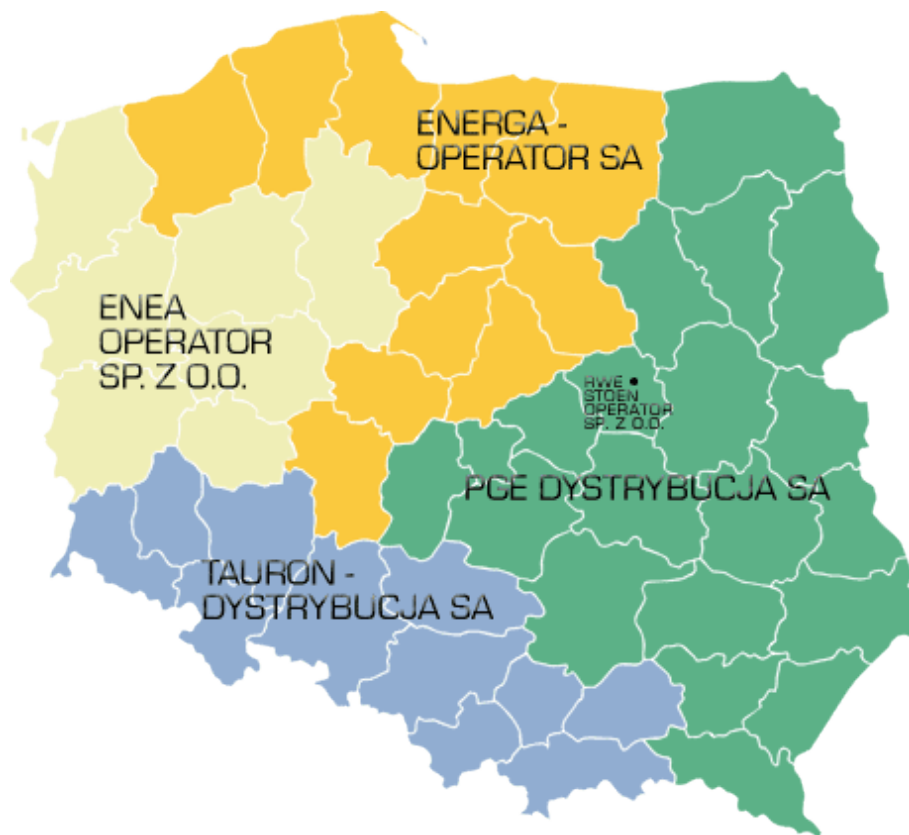 ENERGA -
OPERATOR SA
ENEA
OPERATOR
SP. Z O.O.
RWE
STOEN
OPERATOR
SP. Z O.O.
PGE DYSTRYBUCJA SA
TAURON -
DYSTRYBUCJA SA